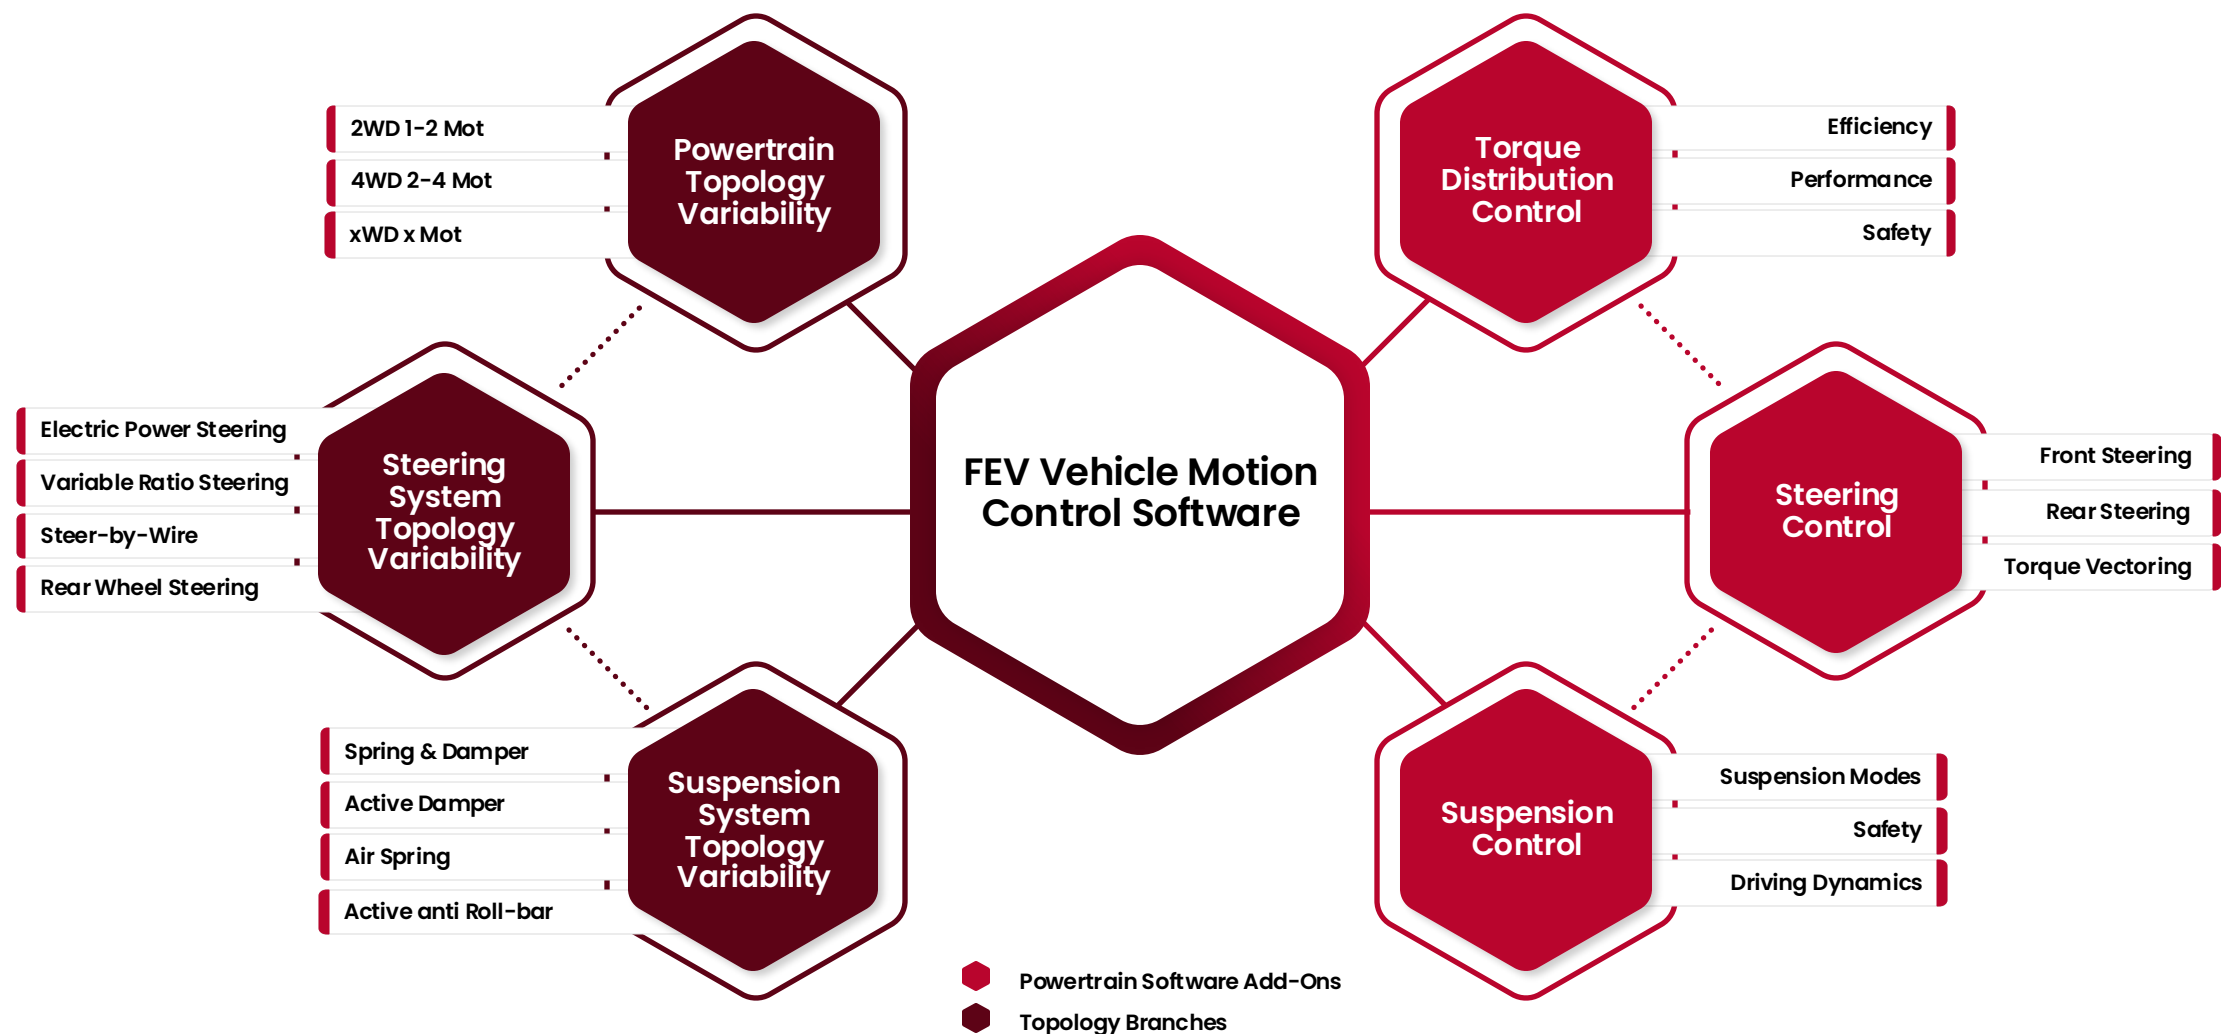 2WD 1-2 Mot
4WD 2-4 Mot
xWD x Mot
Powertrain
Topology
Variability
Torque
Distribution
Control
Efficiency
Performance
Safety
Electric Power Steering
Variable Ratio Steering
Steer-by-Wire
Rear Wheel Steering
Steering
System
Topology
Variability
FEV Vehicle Motion
Control Software
Steering
Control
Front Steering
Rear Steering
Torque Vectoring
Spring & Damper
Active Damper
Air Spring
Active anti Roll-bar
Suspension
System
Topology
Variability
Suspension
Control
Suspension Modes
Safety
Driving Dynamics
Powertrain Software Add-Ons
Topology Branches